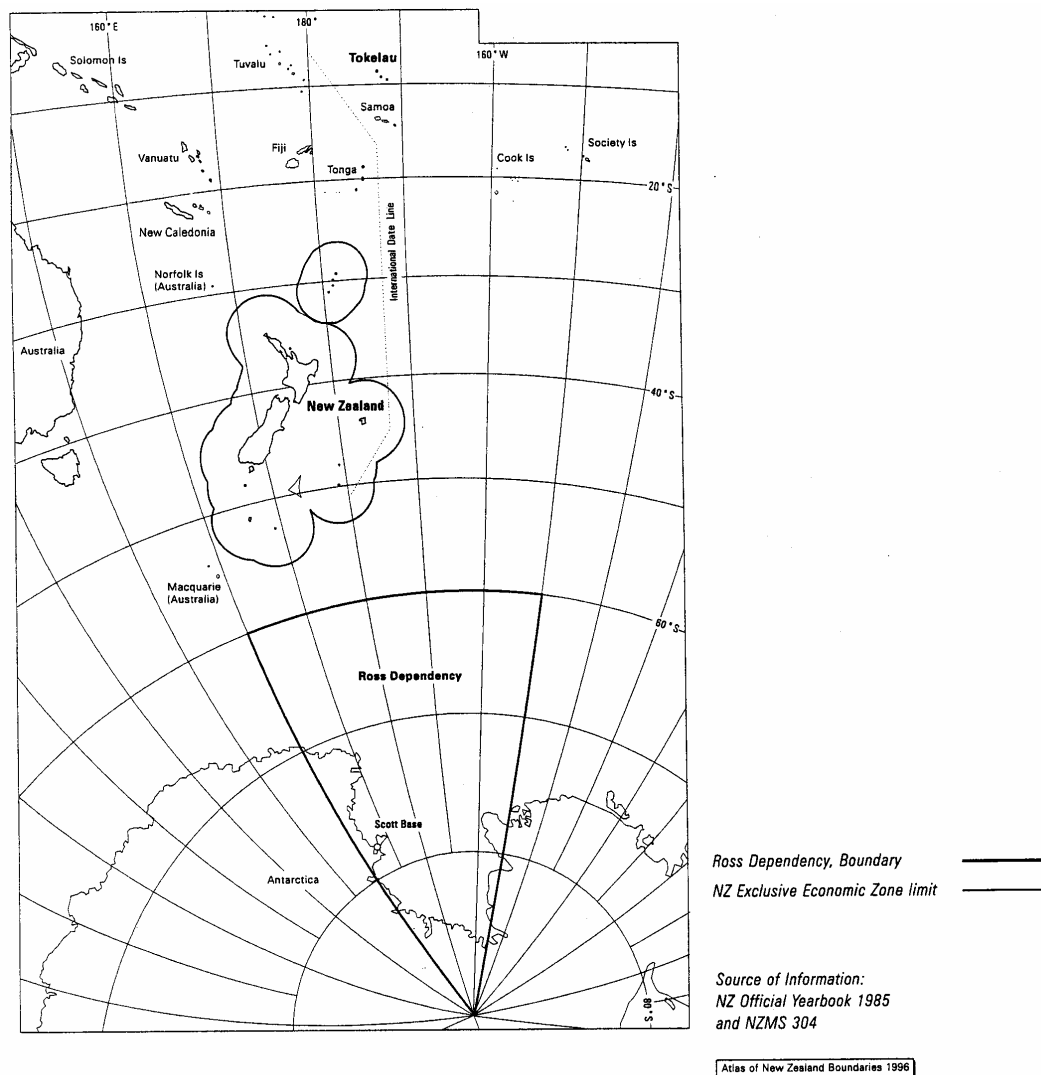 160°E
180°
160°W
Solomon Is
Tuvalu
Tokelau
Samoa
Vanuatu
Fiji
Tonga
Cook Is
Society Is
20°S
New Caledonia
International Date Line
Norfolk Is
(Australia)
Australia
40°S
New Zealand
Macquarie
(Australia)
60°S
Ross Dependency
Scott Base
Antarctica
80°S
Ross Dependency, Boundary
NZ Exclusive Economic Zone limit
Source of Information:
NZ Official Yearbook 1985
and NZMS 304
Atlas of New Zealand Boundaries 1996